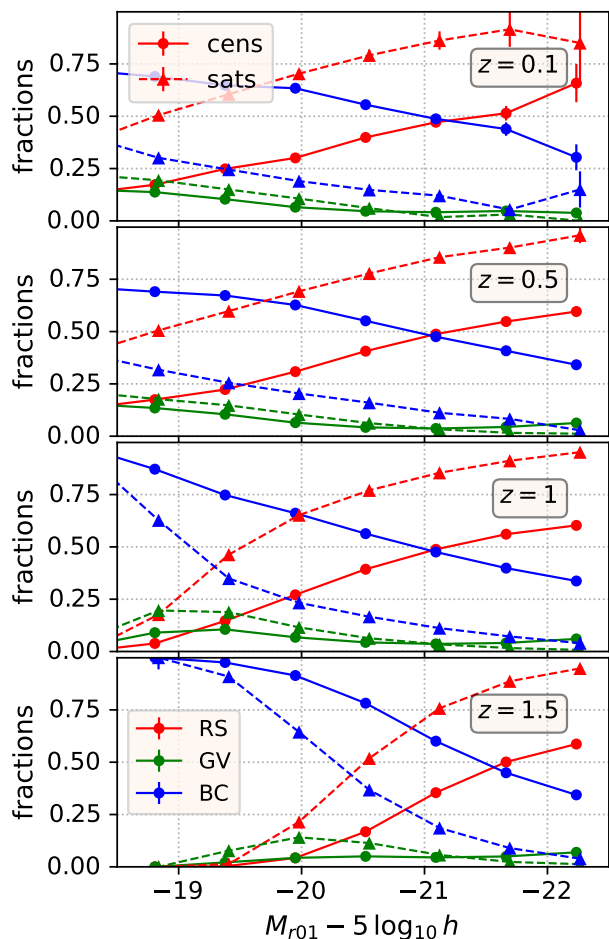 fractions
0.75
0.50
0.25
0.00
cens
sats
z = 0.1
fractions
0.75
0.50
0.25
0.00
z = 0.5
fractions
0.75
0.50
0.25
0.00
z = 1
fractions
0.75
0.50
0.25
0.00
z = 1.5
RS
GV
BC
−19 −20 −21 −22
M_{r01} − 5 log_{10} h